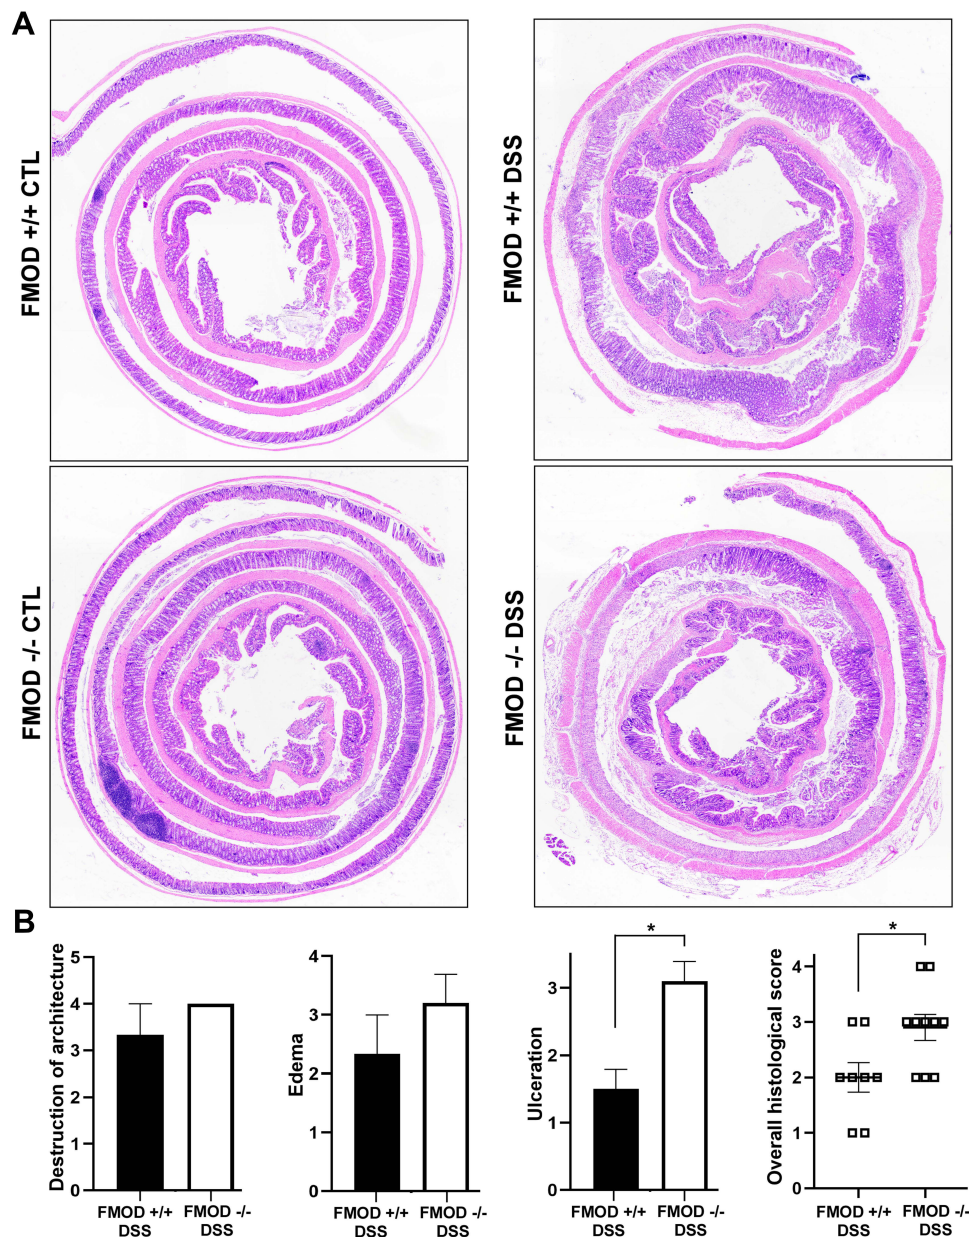 A
FMOD +/+ CTL
FMOD +/+ DSS
FMOD -/- CTL
FMOD -/- DSS
B
Destruction of architecture
5
4
3
2
1
0
FMOD +/+
DSS
FMOD -/-
DSS
Edema
4
3
2
1
0
FMOD +/+
DSS
FMOD -/-
DSS
Ulceration
3
2
1
0
*
FMOD +/+
DSS
FMOD -/-
DSS
Overall histological score
4
3
2
1
0
*
FMOD +/+
DSS
FMOD -/-
DSS